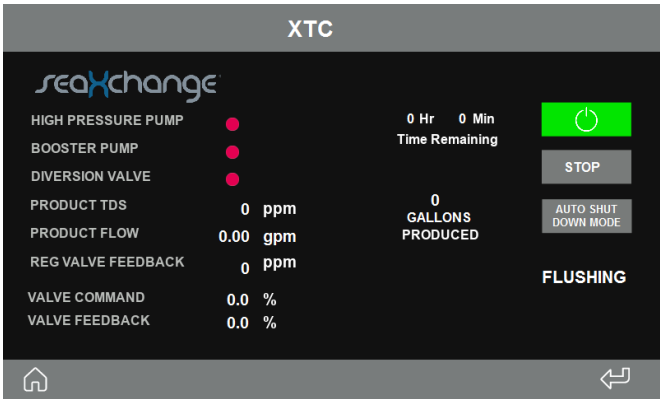 XTC
seaXchange
HIGH PRESSURE PUMP
BOOSTER PUMP
DIVERSION VALVE
PRODUCT TDS 0 ppm
PRODUCT FLOW 0.00 gpm
REG VALVE FEEDBACK 0 ppm
VALVE COMMAND 0.0 %
VALVE FEEDBACK 0.0 %
0 Hr 0 Min
Time Remaining
0
GALLONS
PRODUCED
STOP
AUTO SHUT
DOWN MODE
FLUSHING